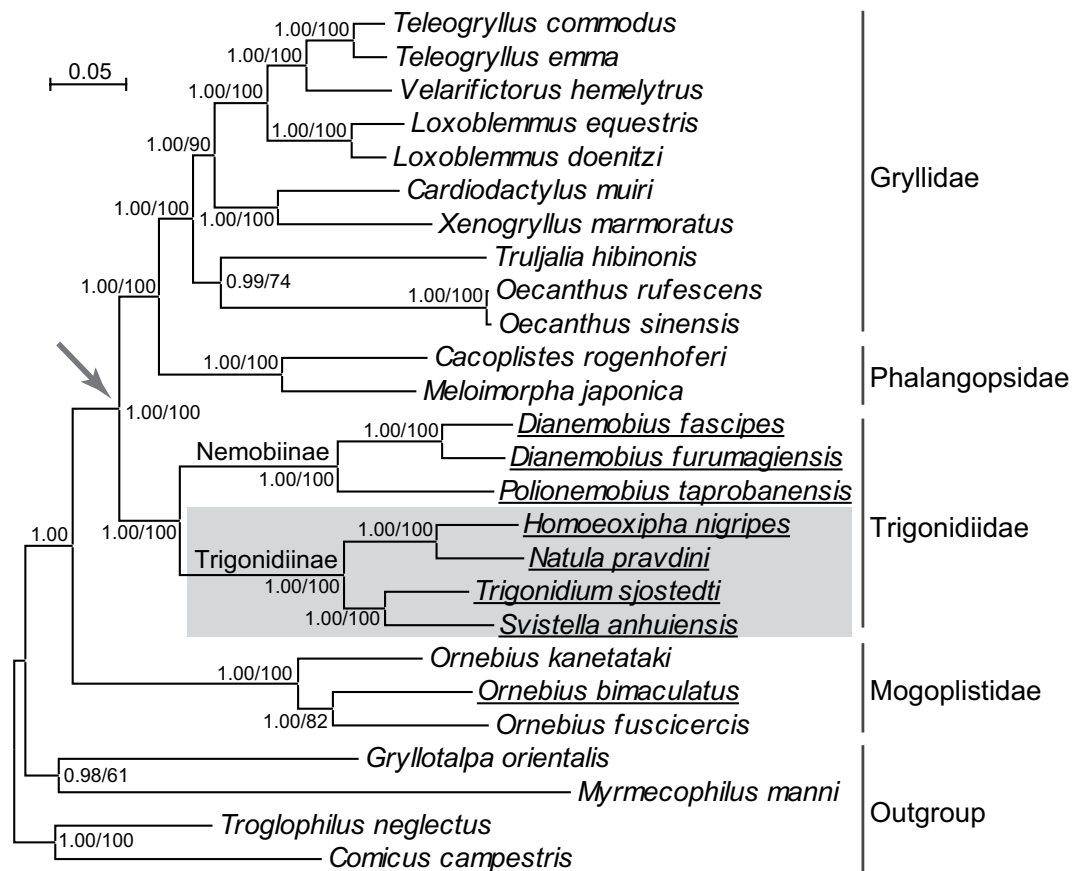 Teleogryllus commodus
1.00/100
Teleogryllus emma
1.00/100
0.05
Velarifictorus hemelytrus
1.00/100
Loxoblemmus equestris
1.00/100
Loxoblemmus doenitzi
1.00/90
Gryllidae
Cardiodactylus muiri
1.00/100
1.00/100
Xenogryllus marmoratus
Truljalia hibinonis
0.99/74
1.00/100
Oecanthus rufescens
1.00/100
Oecanthus sinensis
Cacoplistes rogenhoferi
1.00/100
Phalangopsidae
Meloimorpha japonica
1.00/100
Dianemobius fascipes
1.00/100
Nemobiinae
Dianemobius furumagiensis
1.00/100
Polionemobius taprobanensis
Trigonidiidae
1.00
1.00/100
Homoeoxipha nigripes
1.00/100
Trigonidiinae
Natula pravdini
1.00/100
Trigonidium sjostedti
1.00/100
Svistella anhuiensis
Ornebius kanetataki
1.00/100
Ornebius bimaculatus
Mogoplistidae
1.00/82
Ornebius fuscicercis
Gryllotalpa orientalis
0.98/61
Myrmecophilus manni
Outgroup
Troglophilus neglectus
1.00/100
Comicus campestris